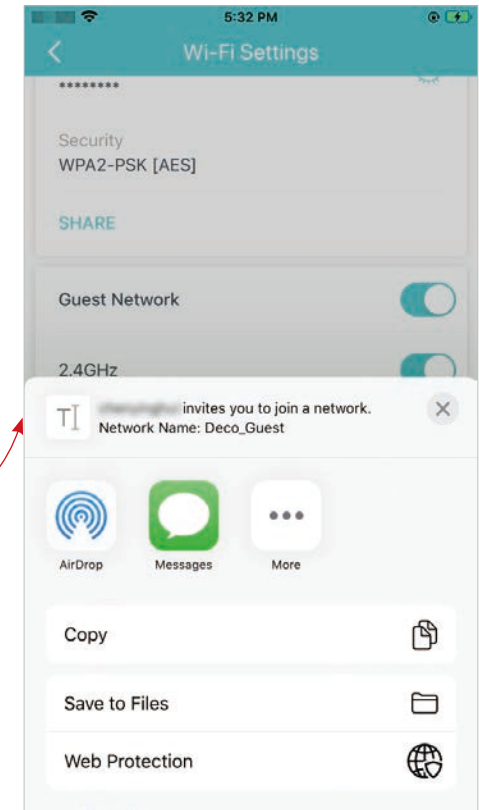 5:32 PM
Wi-Fi Settings
********
Security
WPA2-PSK [AES]
SHARE
Guest Network
2.4GHz
invites you to join a network.
Network Name: Deco_Guest
AirDrop
Messages
More
Copy
Save to Files
Web Protection